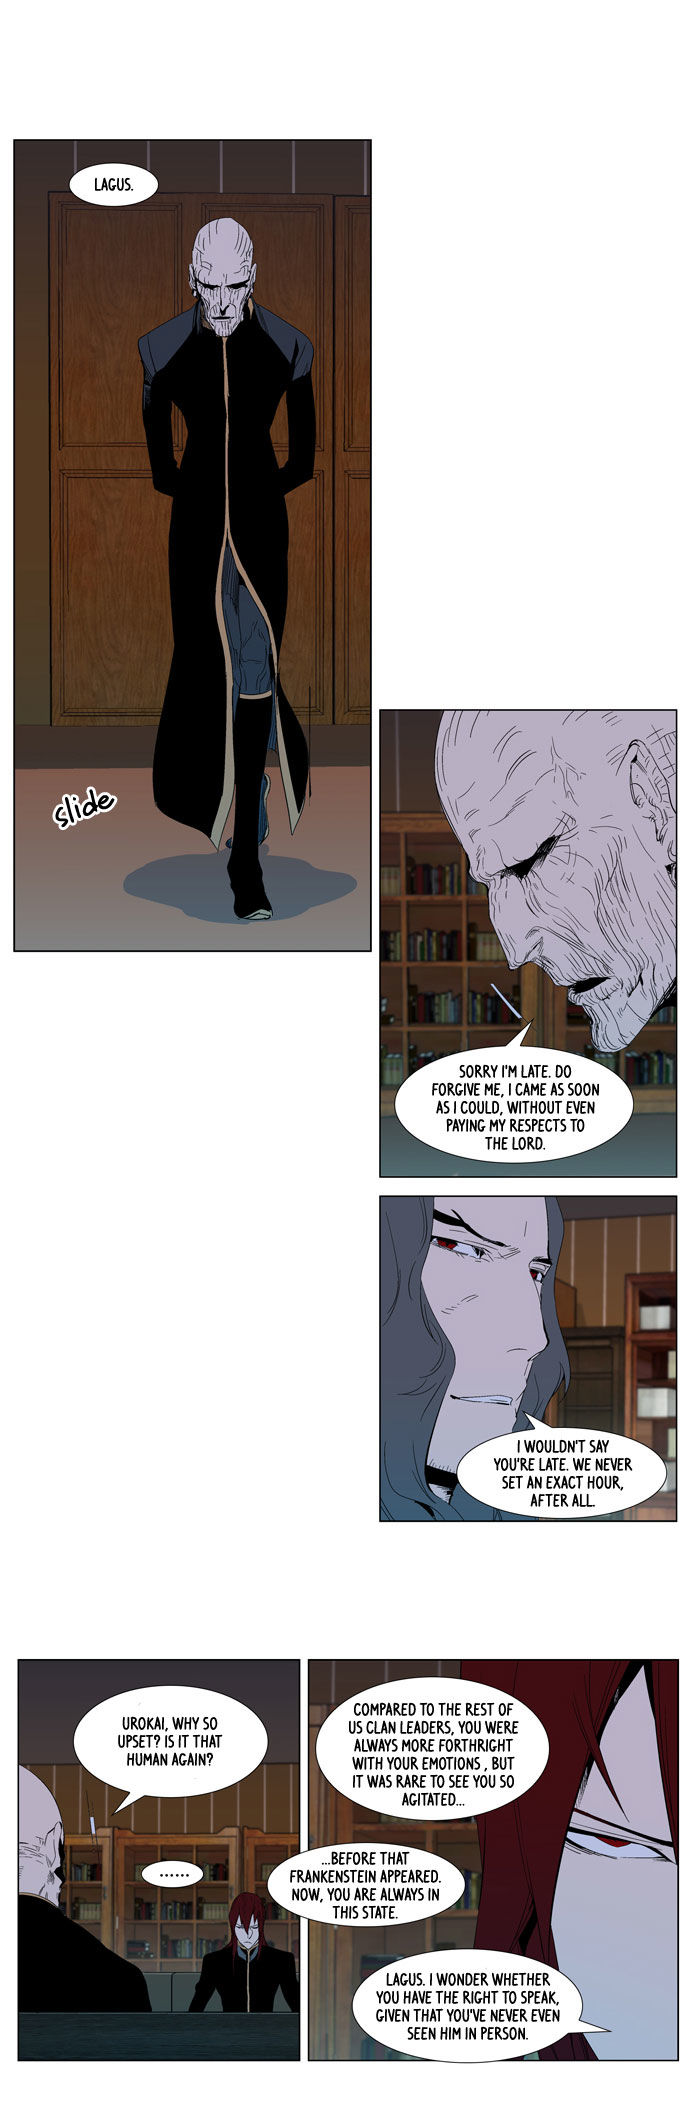 LAGUS.
slide
SORRY I'M LATE. DO
FORGIVE ME, I CAME AS SOON
AS I COULD, WITHOUT EVEN
PAYING MY RESPECTS TO
THE LORD.
I WOULDN'T SAY
YOU'RE LATE. WE NEVER
SET AN EXACT HOUR,
AFTER ALL.
UROKAI, WHY SO
UPSET? IS IT THAT
HUMAN AGAIN?
......
COMPARED TO THE REST OF
US CLAN LEADERS, YOU WERE
ALWAYS MORE FORTHRIGHT
WITH YOUR EMOTIONS , BUT
IT WAS RARE TO SEE YOU SO
AGITATED...
...BEFORE THAT
FRANKENSTEIN APPEARED.
NOW, YOU ARE ALWAYS IN
THIS STATE.
LAGUS. I WONDER WHETHER
YOU HAVE THE RIGHT TO SPEAK,
GIVEN THAT YOU'VE NEVER EVEN
SEEN HIM IN PERSON.